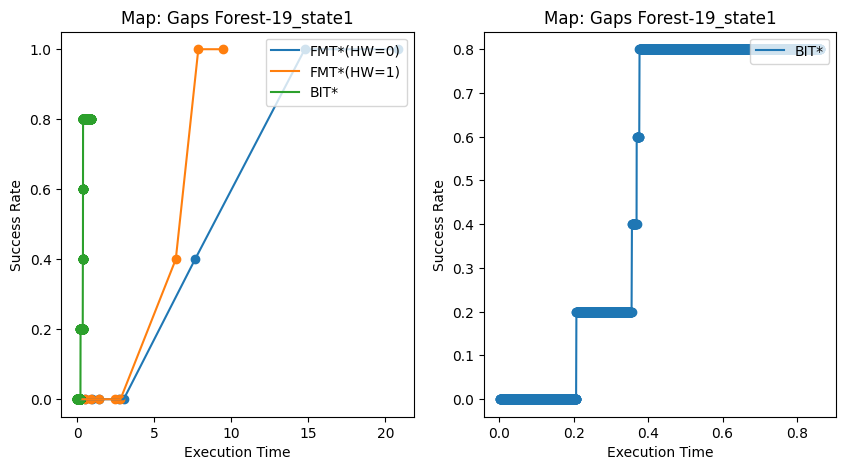 Map: Gaps Forest-19_state1
Success Rate
1.0
0.8
0.6
0.4
0.2
0.0
0
5
10
15
20
Execution Time
FMT*(HW=0)
FMT*(HW=1)
BIT*
Map: Gaps Forest-19_state1
Success Rate
0.8
0.7
0.6
0.5
0.4
0.3
0.2
0.1
0.0
0.0
0.2
0.4
0.6
0.8
Execution Time
BIT*